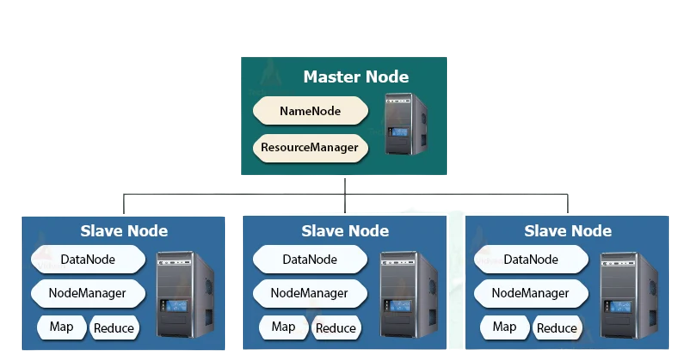 Master Node
NameNode
ResourceManager
Slave Node
DataNode
NodeManager
Map Reduce
Slave Node
DataNode
NodeManager
Map Reduce
Slave Node
DataNode
NodeManager
Map Reduce